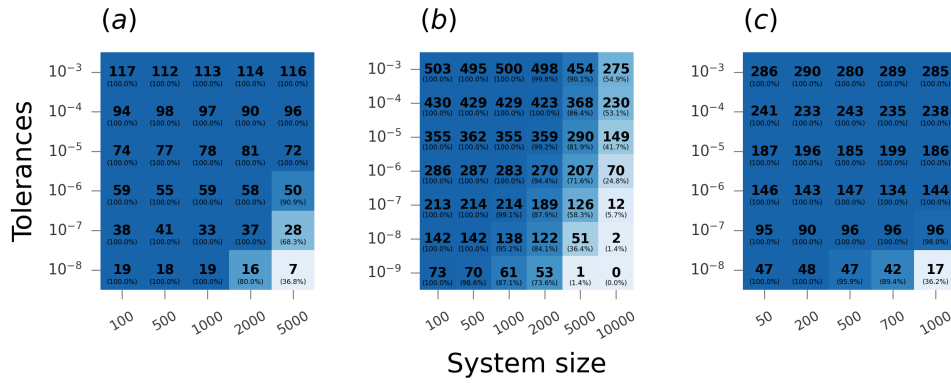 (a) (b) (c)
Tolerances
10⁻³ 117 112 113 114 116
(100.0%) (100.0%) (100.0%) (100.0%) (100.0%)
10⁻⁴ 94 98 97 90 96
(100.0%) (100.0%) (100.0%) (100.0%) (100.0%)
10⁻⁵ 74 77 78 81 72
(100.0%) (100.0%) (100.0%) (100.0%) (100.0%)
10⁻⁶ 59 55 59 58 50
(100.0%) (100.0%) (100.0%) (100.0%) (90.9%)
10⁻⁷ 38 41 33 37 28
(100.0%) (100.0%) (100.0%) (100.0%) (68.3%)
10⁻⁸ 19 18 19 16 7
(100.0%) (100.0%) (100.0%) (80.0%) (36.8%)
100 500 1000 2000 5000
10⁻³ 503 495 500 498 454 275
(100.0%) (100.0%) (100.0%) (99.8%) (90.1%) (54.9%)
10⁻⁴ 430 429 429 423 368 230
(100.0%) (100.0%) (100.0%) (100.0%) (86.4%) (53.1%)
10⁻⁵ 355 362 355 359 290 149
(100.0%) (100.0%) (100.0%) (99.2%) (81.9%) (41.7%)
10⁻⁶ 286 287 283 270 207 70
(100.0%) (100.0%) (100.0%) (94.4%) (71.6%) (24.8%)
10⁻⁷ 213 214 214 189 126 12
(100.0%) (100.0%) (99.1%) (87.9%) (58.3%) (5.7%)
10⁻⁸ 142 142 138 122 51 2
(100.0%) (100.0%) (95.2%) (84.1%) (36.4%) (1.4%)
10⁻⁹ 73 70 61 53 1 0
(100.0%) (98.6%) (87.1%) (73.6%) (1.4%) (0.0%)
100 500 1000 2000 5000 10000
10⁻³ 286 290 280 289 285
(100.0%) (100.0%) (100.0%) (100.0%) (100.0%)
10⁻⁴ 241 233 243 235 238
(100.0%) (100.0%) (100.0%) (100.0%) (100.0%)
10⁻⁵ 187 196 185 199 186
(100.0%) (100.0%) (100.0%) (100.0%) (100.0%)
10⁻⁶ 146 143 147 134 144
(100.0%) (100.0%) (100.0%) (100.0%) (100.0%)
10⁻⁷ 95 90 96 96 96
(100.0%) (100.0%) (100.0%) (100.0%) (98.0%)
10⁻⁸ 47 48 47 42 17
(100.0%) (100.0%) (95.9%) (89.4%) (36.2%)
50 200 500 700 1000
System size